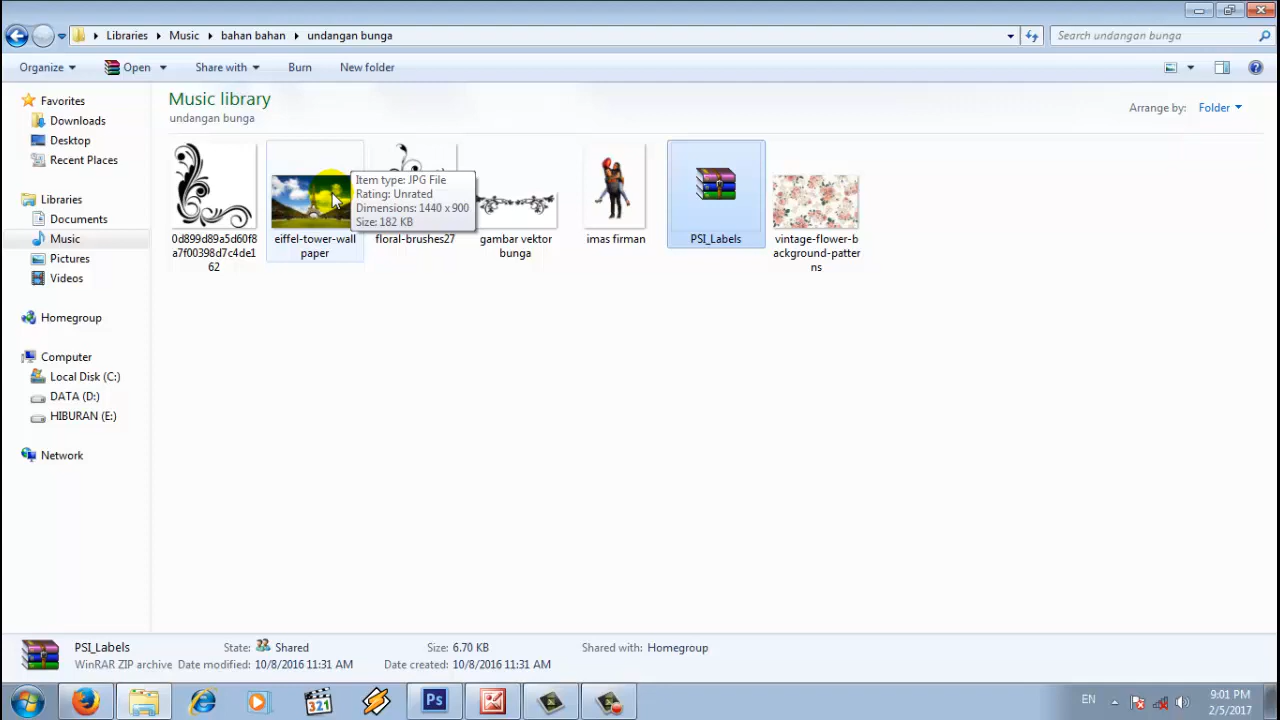 Libraries Music bahan bahan undangan bunga Search undangan bunga
Organize Open Share with Burn New folder
Favorites
Downloads
Desktop
Recent Places
Libraries
Documents
Music
Pictures
Videos
Homegroup
Computer
Local Disk (C:)
DATA (D:)
HIBURAN (E:)
Network
Music library
undangan bunga
Arrange by: Folder
Item type: JPG File
Rating: Unrated
Dimensions: 1440 x 900
Size: 182 KB
0d899d89a5d60f8
a7f00398d7c4de1
62
eiffel-tower-wall
paper
floral-brushes27
gambar vektor
bunga
imas firman
PSI_Labels
vintage-flower-b
ackground-patter
ns
PSI_Labels State: Shared Size: 6.70 KB Shared with: Homegroup
WinRAR ZIP archive Date modified: 10/8/2016 11:31 AM Date created: 10/8/2016 11:31 AM
321 Ps EN 9:01 PM
2/5/2017